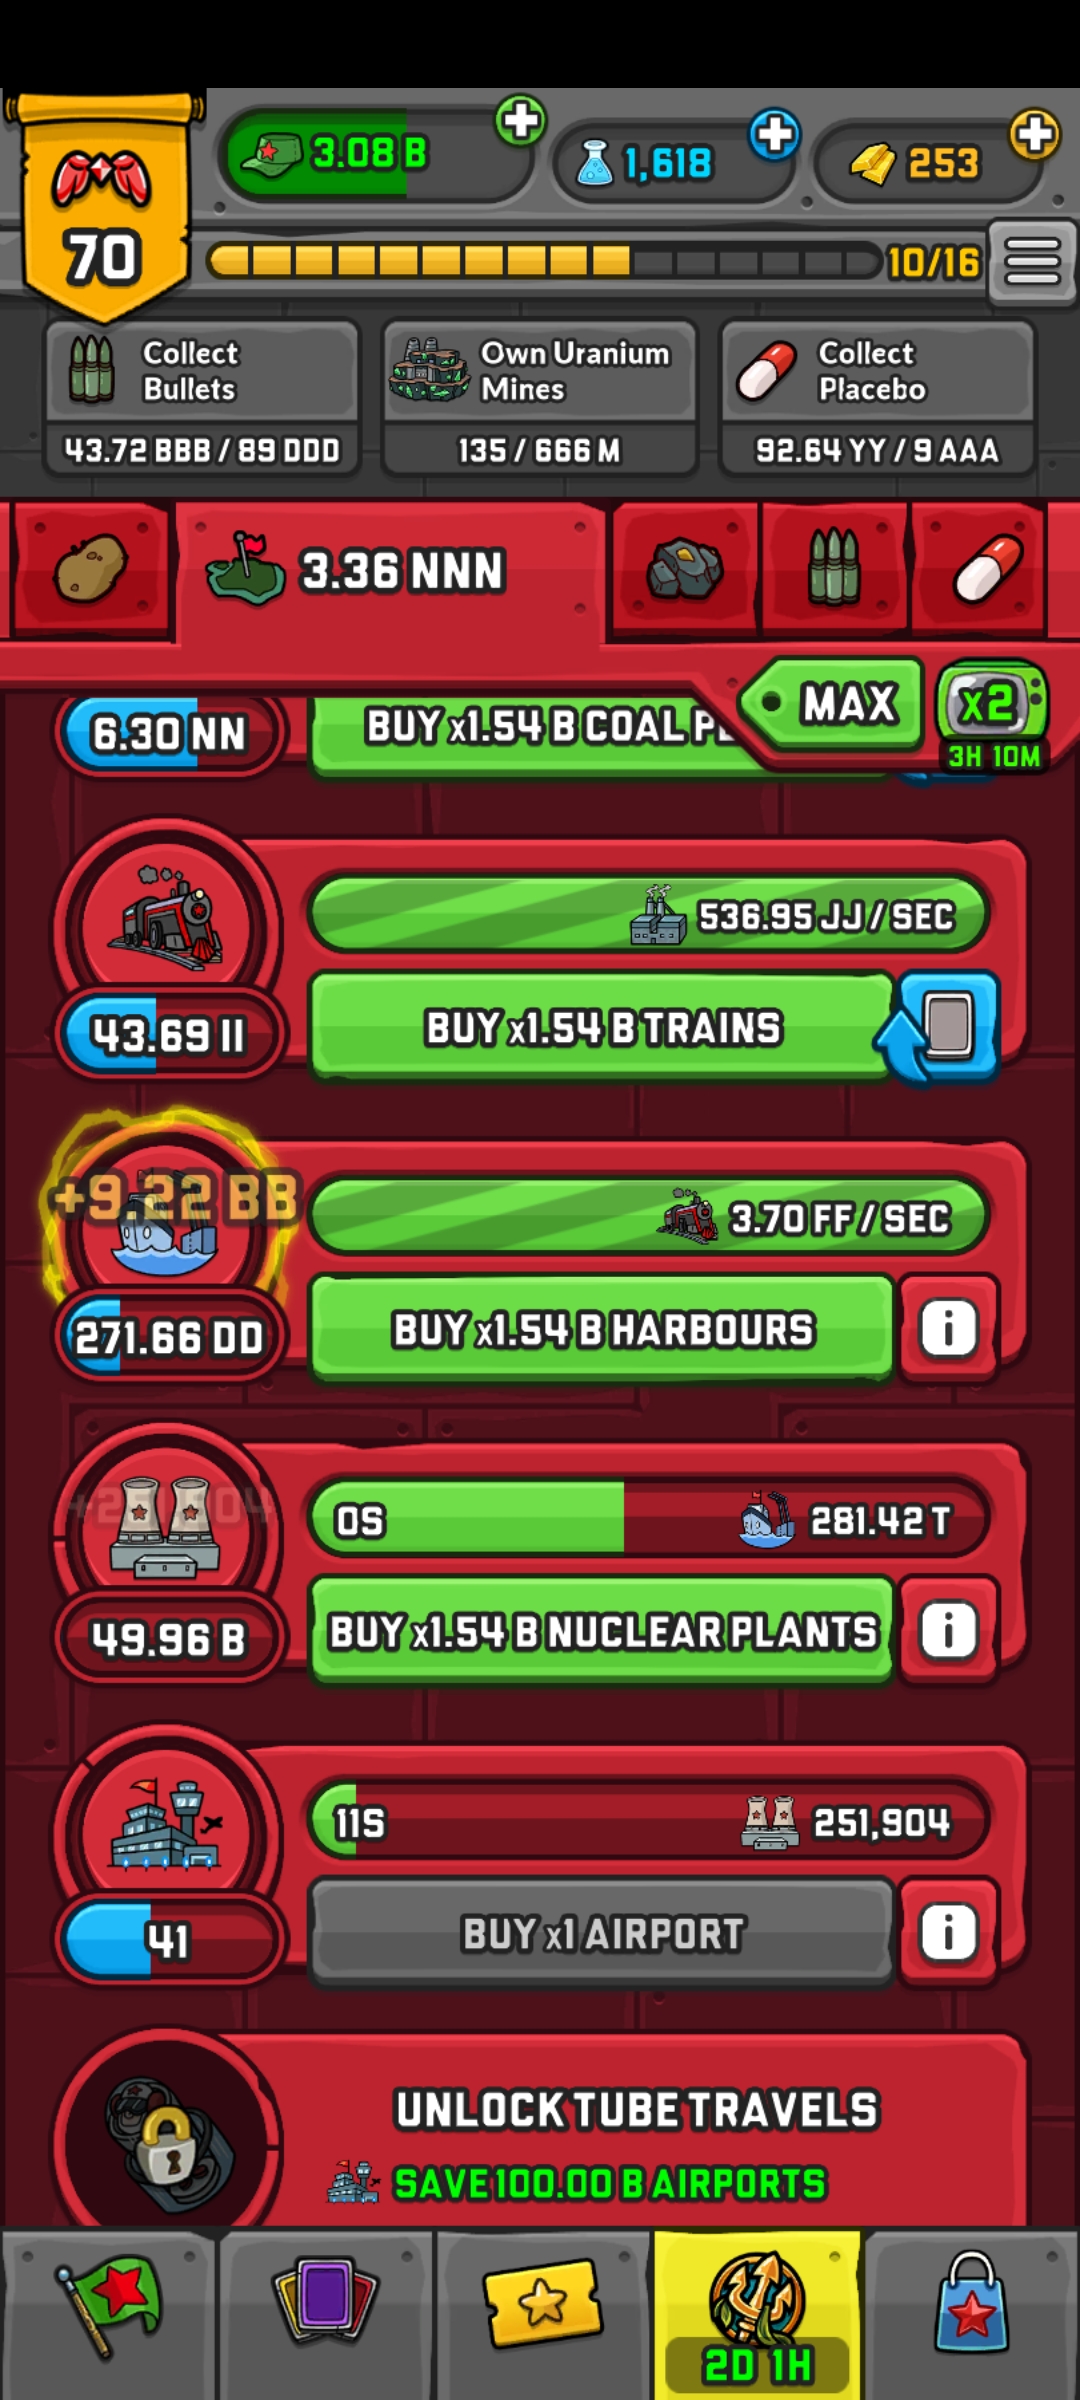 3.08 B
1,618
253
70
10/16
Collect
Bullets
43.72 BBB / 89 DDD
Own Uranium
Mines
135 / 666 M
Collect
Placebo
92.64 YY / 9 AAA
3.36 NNN
MAX
x2
3H 10M
6.30 NN
BUY x1.54 B COAL
536.95 JJ / SEC
43.69 II
BUY x1.54 B TRAINS
+9.22 BB
3.70 FF / SEC
271.66 DD
BUY x1.54 B HARBOURS
i
0S
281.42 T
49.96 B
BUY x1.54 B NUCLEAR PLANTS
i
11S
251,904
41
BUY x1 AIRPORT
i
UNLOCK TUBE TRAVELS
SAVE 100.00 B AIRPORTS
2D 1H